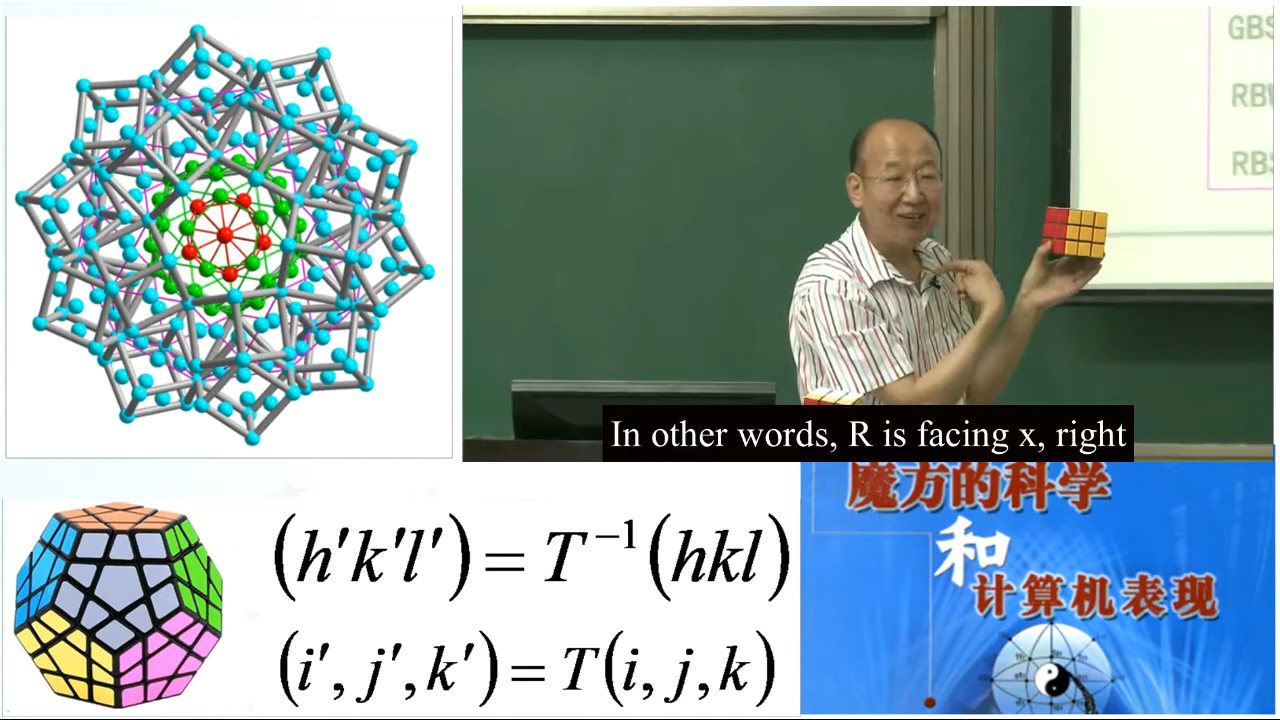 GBS
RBW
RBS
In other words, R is facing x, right
(h′k′l′) = T⁻¹(hkl)
(i′, j′, k′) = T(i, j, k)
魔方的科学
和
计算机表现